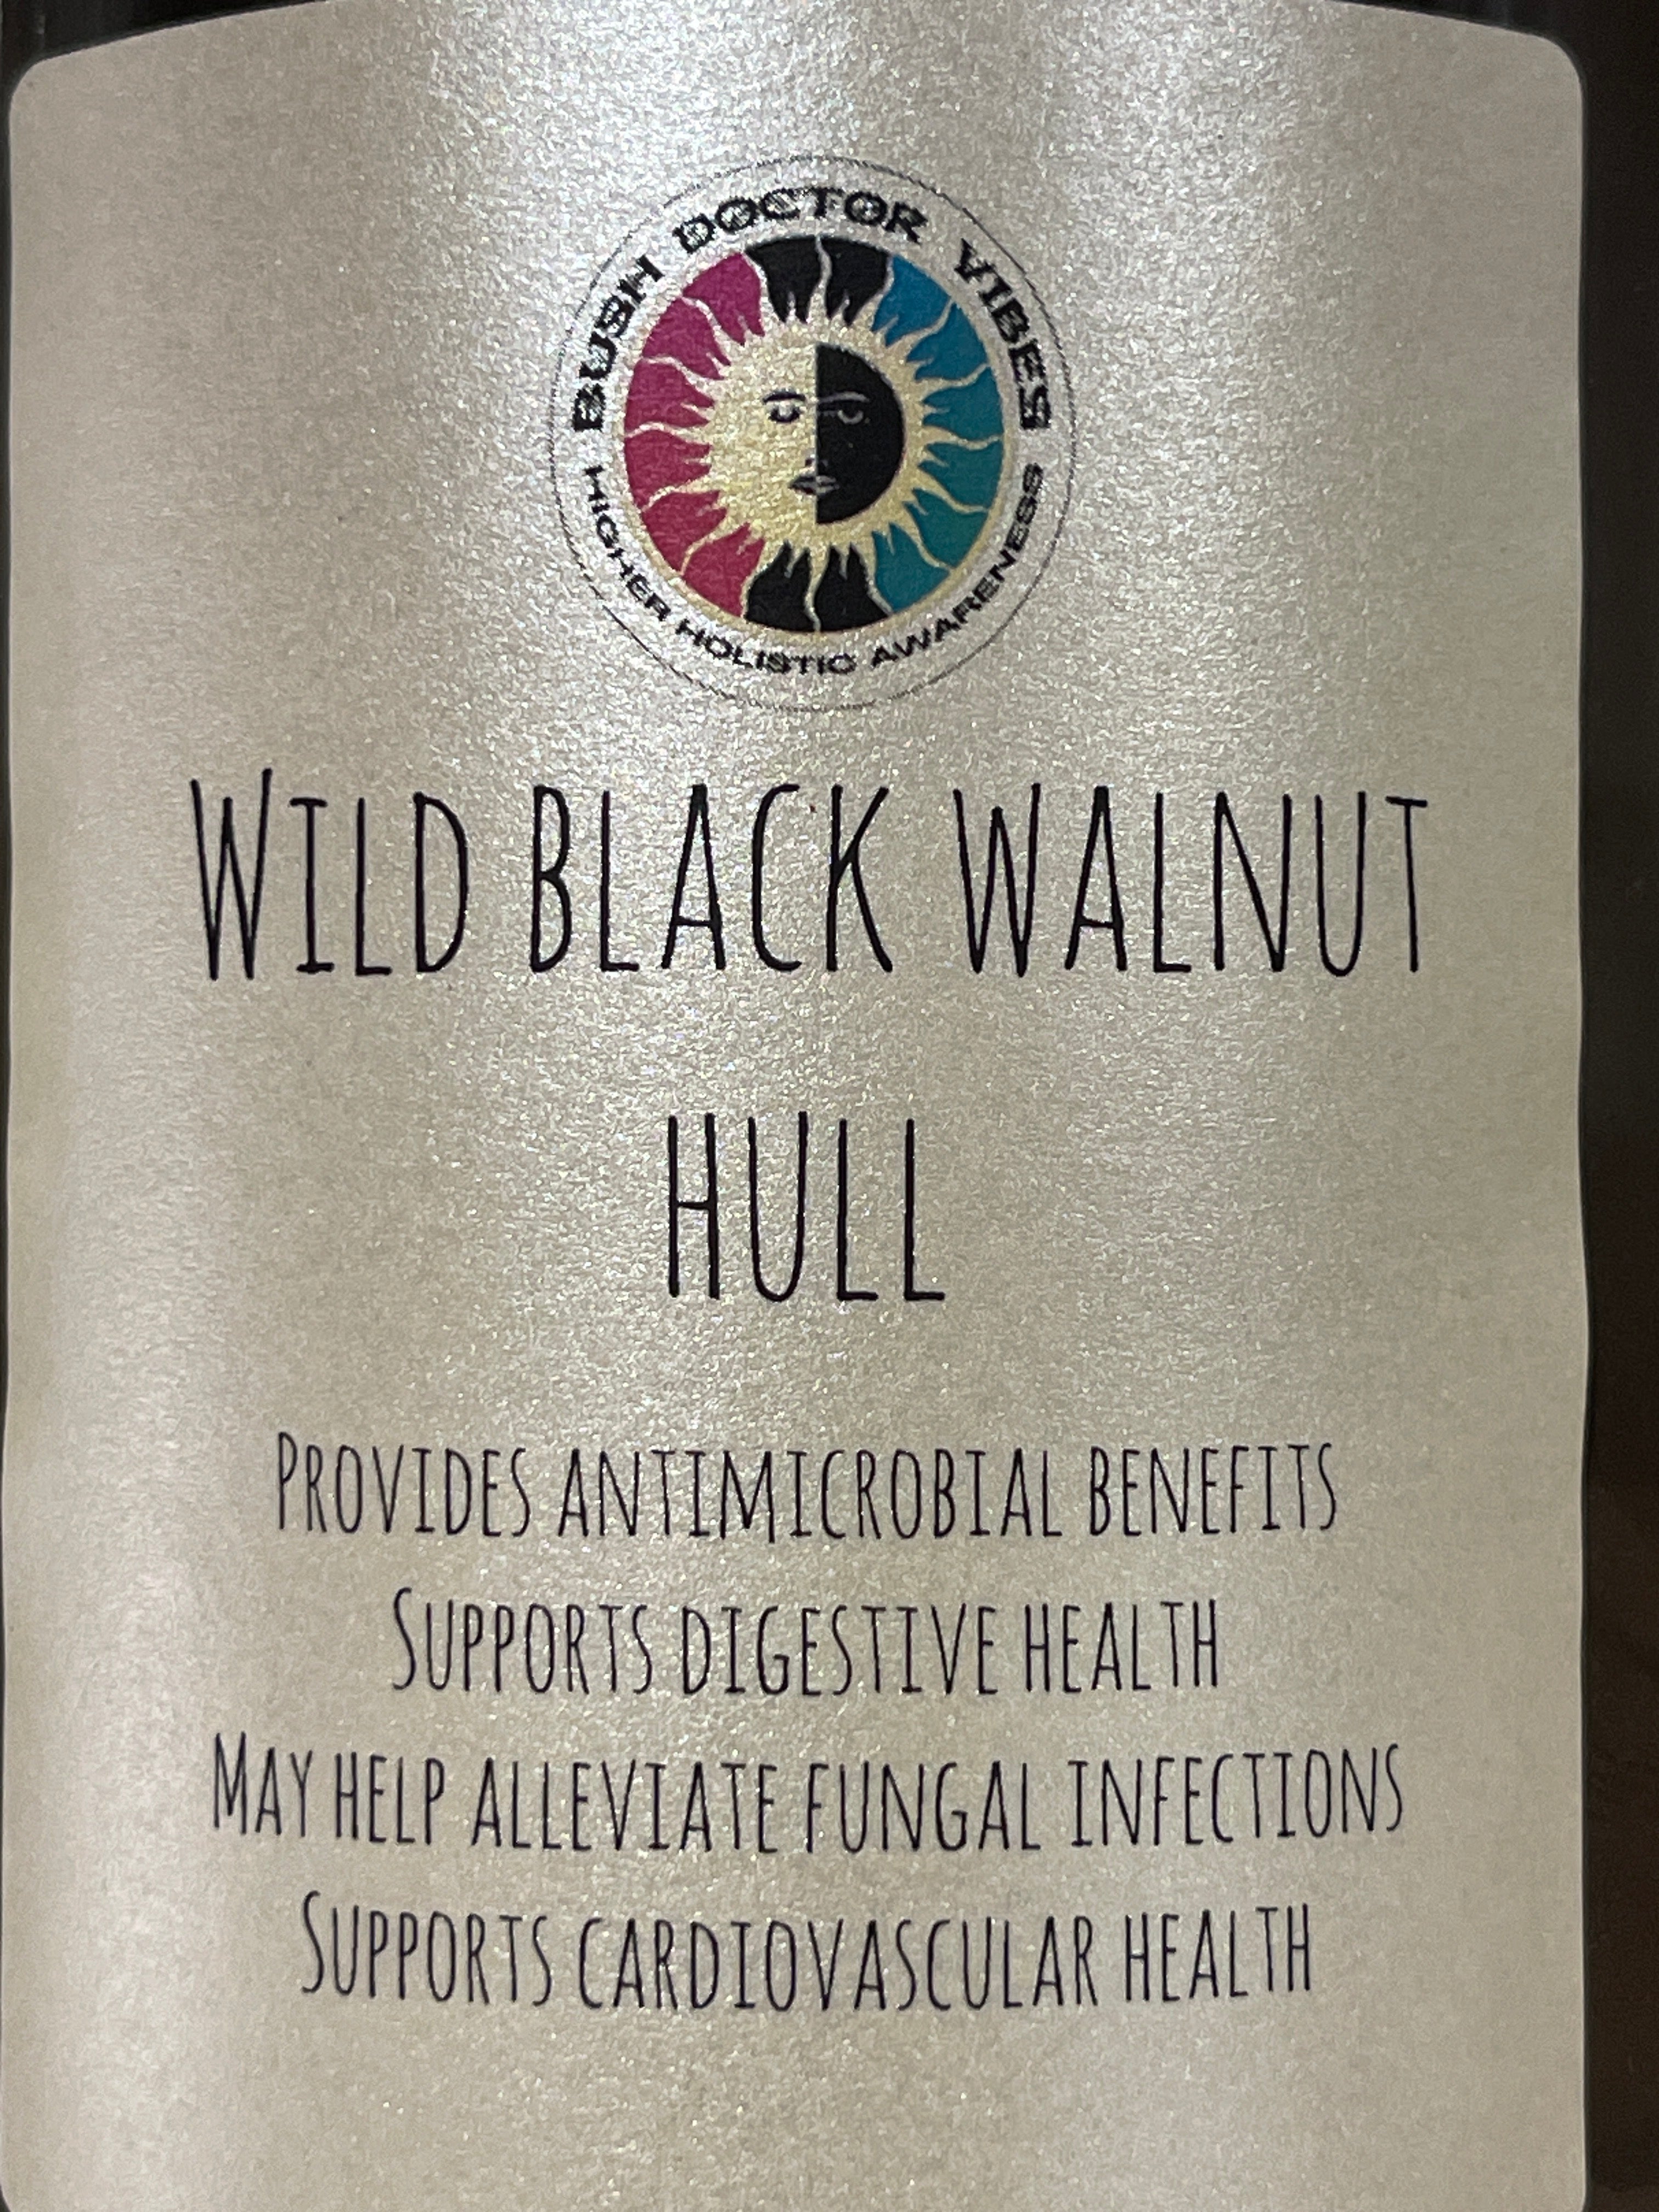 BUSH DOCTOR VIBES
HIGHER HOLISTIC AWARENESS
WILD BLACK WALNUT
HULL
PROVIDES ANTIMICROBIAL BENEFITS
SUPPORTS DIGESTIVE HEALTH
MAY HELP ALLEVIATE FUNGAL INFECTIONS
SUPPORTS CARDIOVASCULAR HEALTH